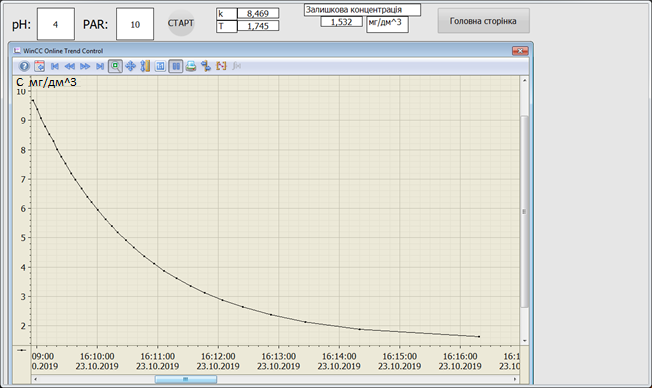 pH: 4 PAR: 10 СТАРТ
k 8,469
T 1,745
Залишкова концентрація
1,532 мг/дм^3
Головна сторінка
WinCC Online Trend Control
C мг/дм^3
10
9
8
7
6
5
4
3
2
09:00 16:10:00 16:11:00 16:12:00 16:13:00 16:14:00 16:15:00 16:16:00 16:1
0.2019 23.10.2019 23.10.2019 23.10.2019 23.10.2019 23.10.2019 23.10.2019 23.10.2019 23.1